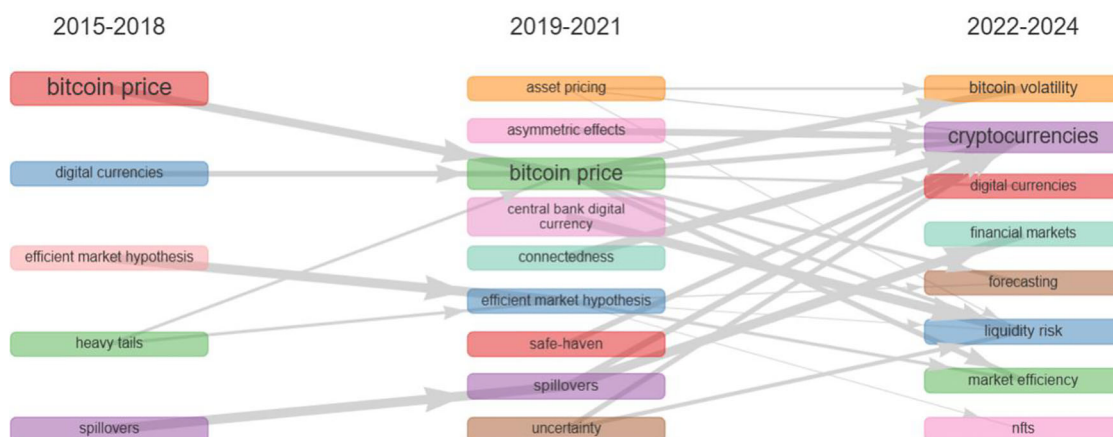 2015-2018
bitcoin price
digital currencies
efficient market hypothesis
heavy tails
spillovers
2019-2021
asset pricing
asymmetric effects
bitcoin price
central bank digital
currency
connectedness
efficient market hypothesis
safe-haven
spillovers
uncertainty
2022-2024
bitcoin volatility
cryptocurrencies
digital currencies
financial markets
forecasting
liquidity risk
market efficiency
nfts